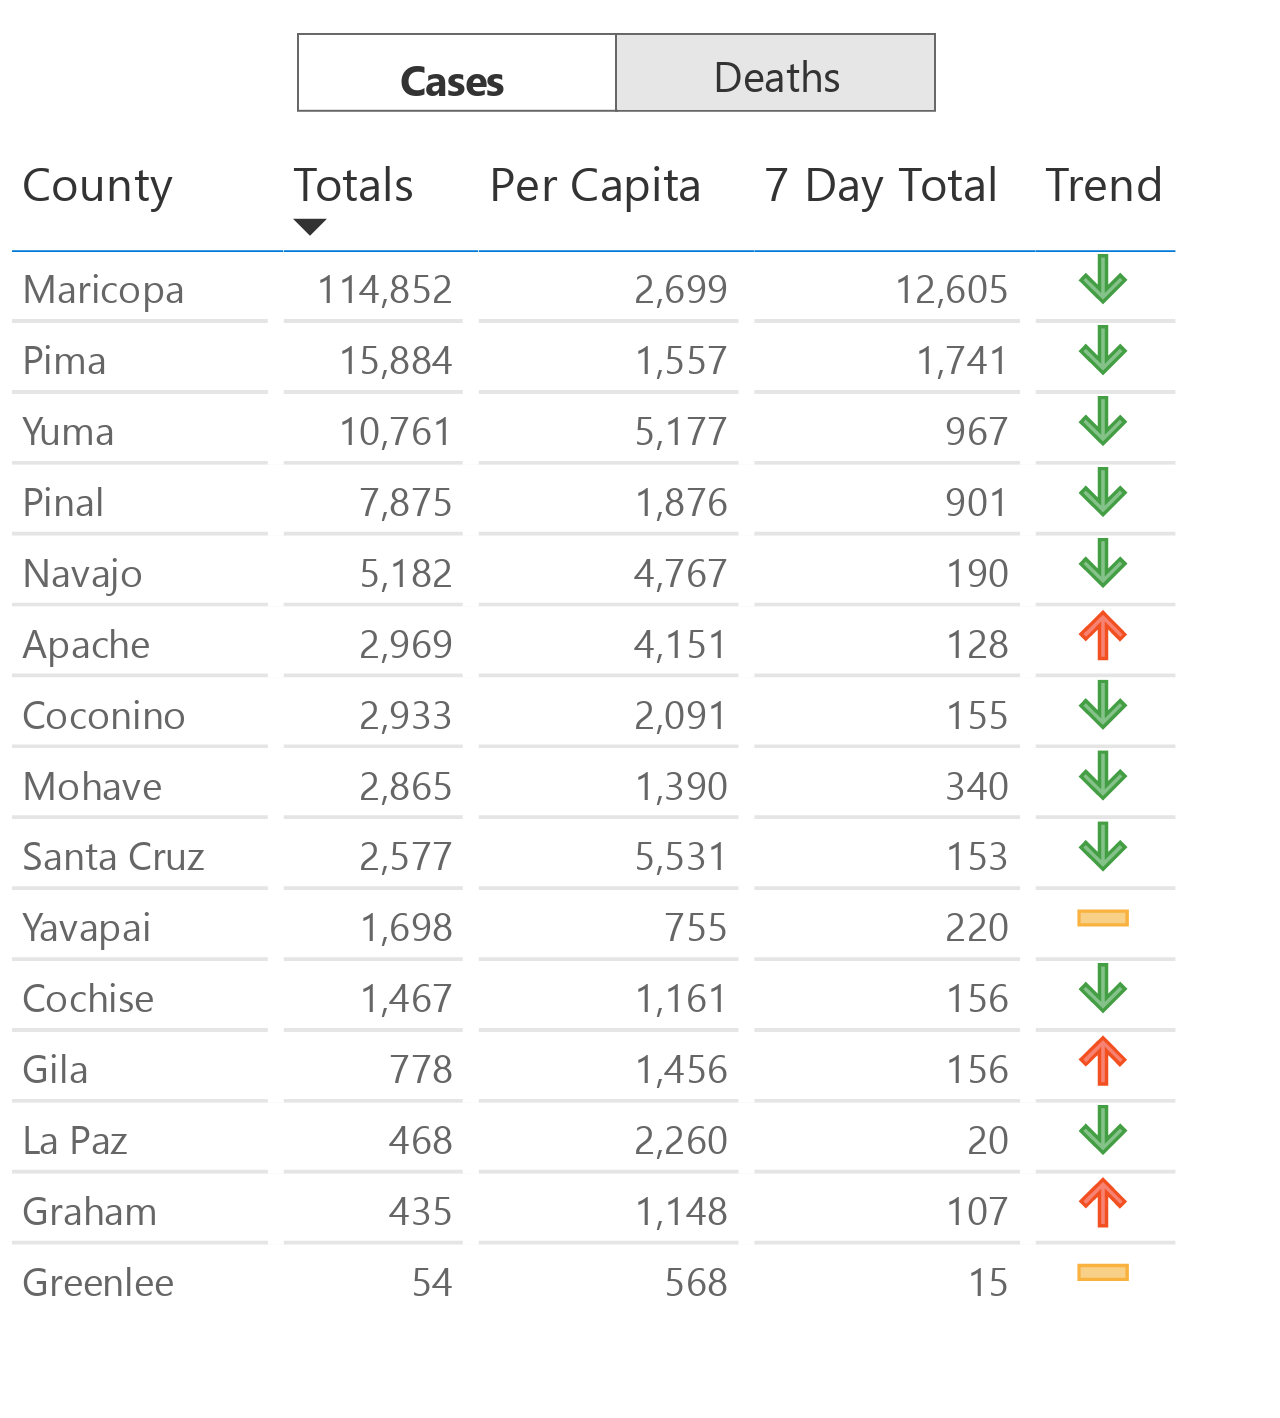 Cases Deaths
County Totals Per Capita 7 Day Total Trend
Maricopa 114,852 2,699 12,605
Pima 15,884 1,557 1,741
Yuma 10,761 5,177 967
Pinal 7,875 1,876 901
Navajo 5,182 4,767 190
Apache 2,969 4,151 128
Coconino 2,933 2,091 155
Mohave 2,865 1,390 340
Santa Cruz 2,577 5,531 153
Yavapai 1,698 755 220
Cochise 1,467 1,161 156
Gila 778 1,456 156
La Paz 468 2,260 20
Graham 435 1,148 107
Greenlee 54 568 15